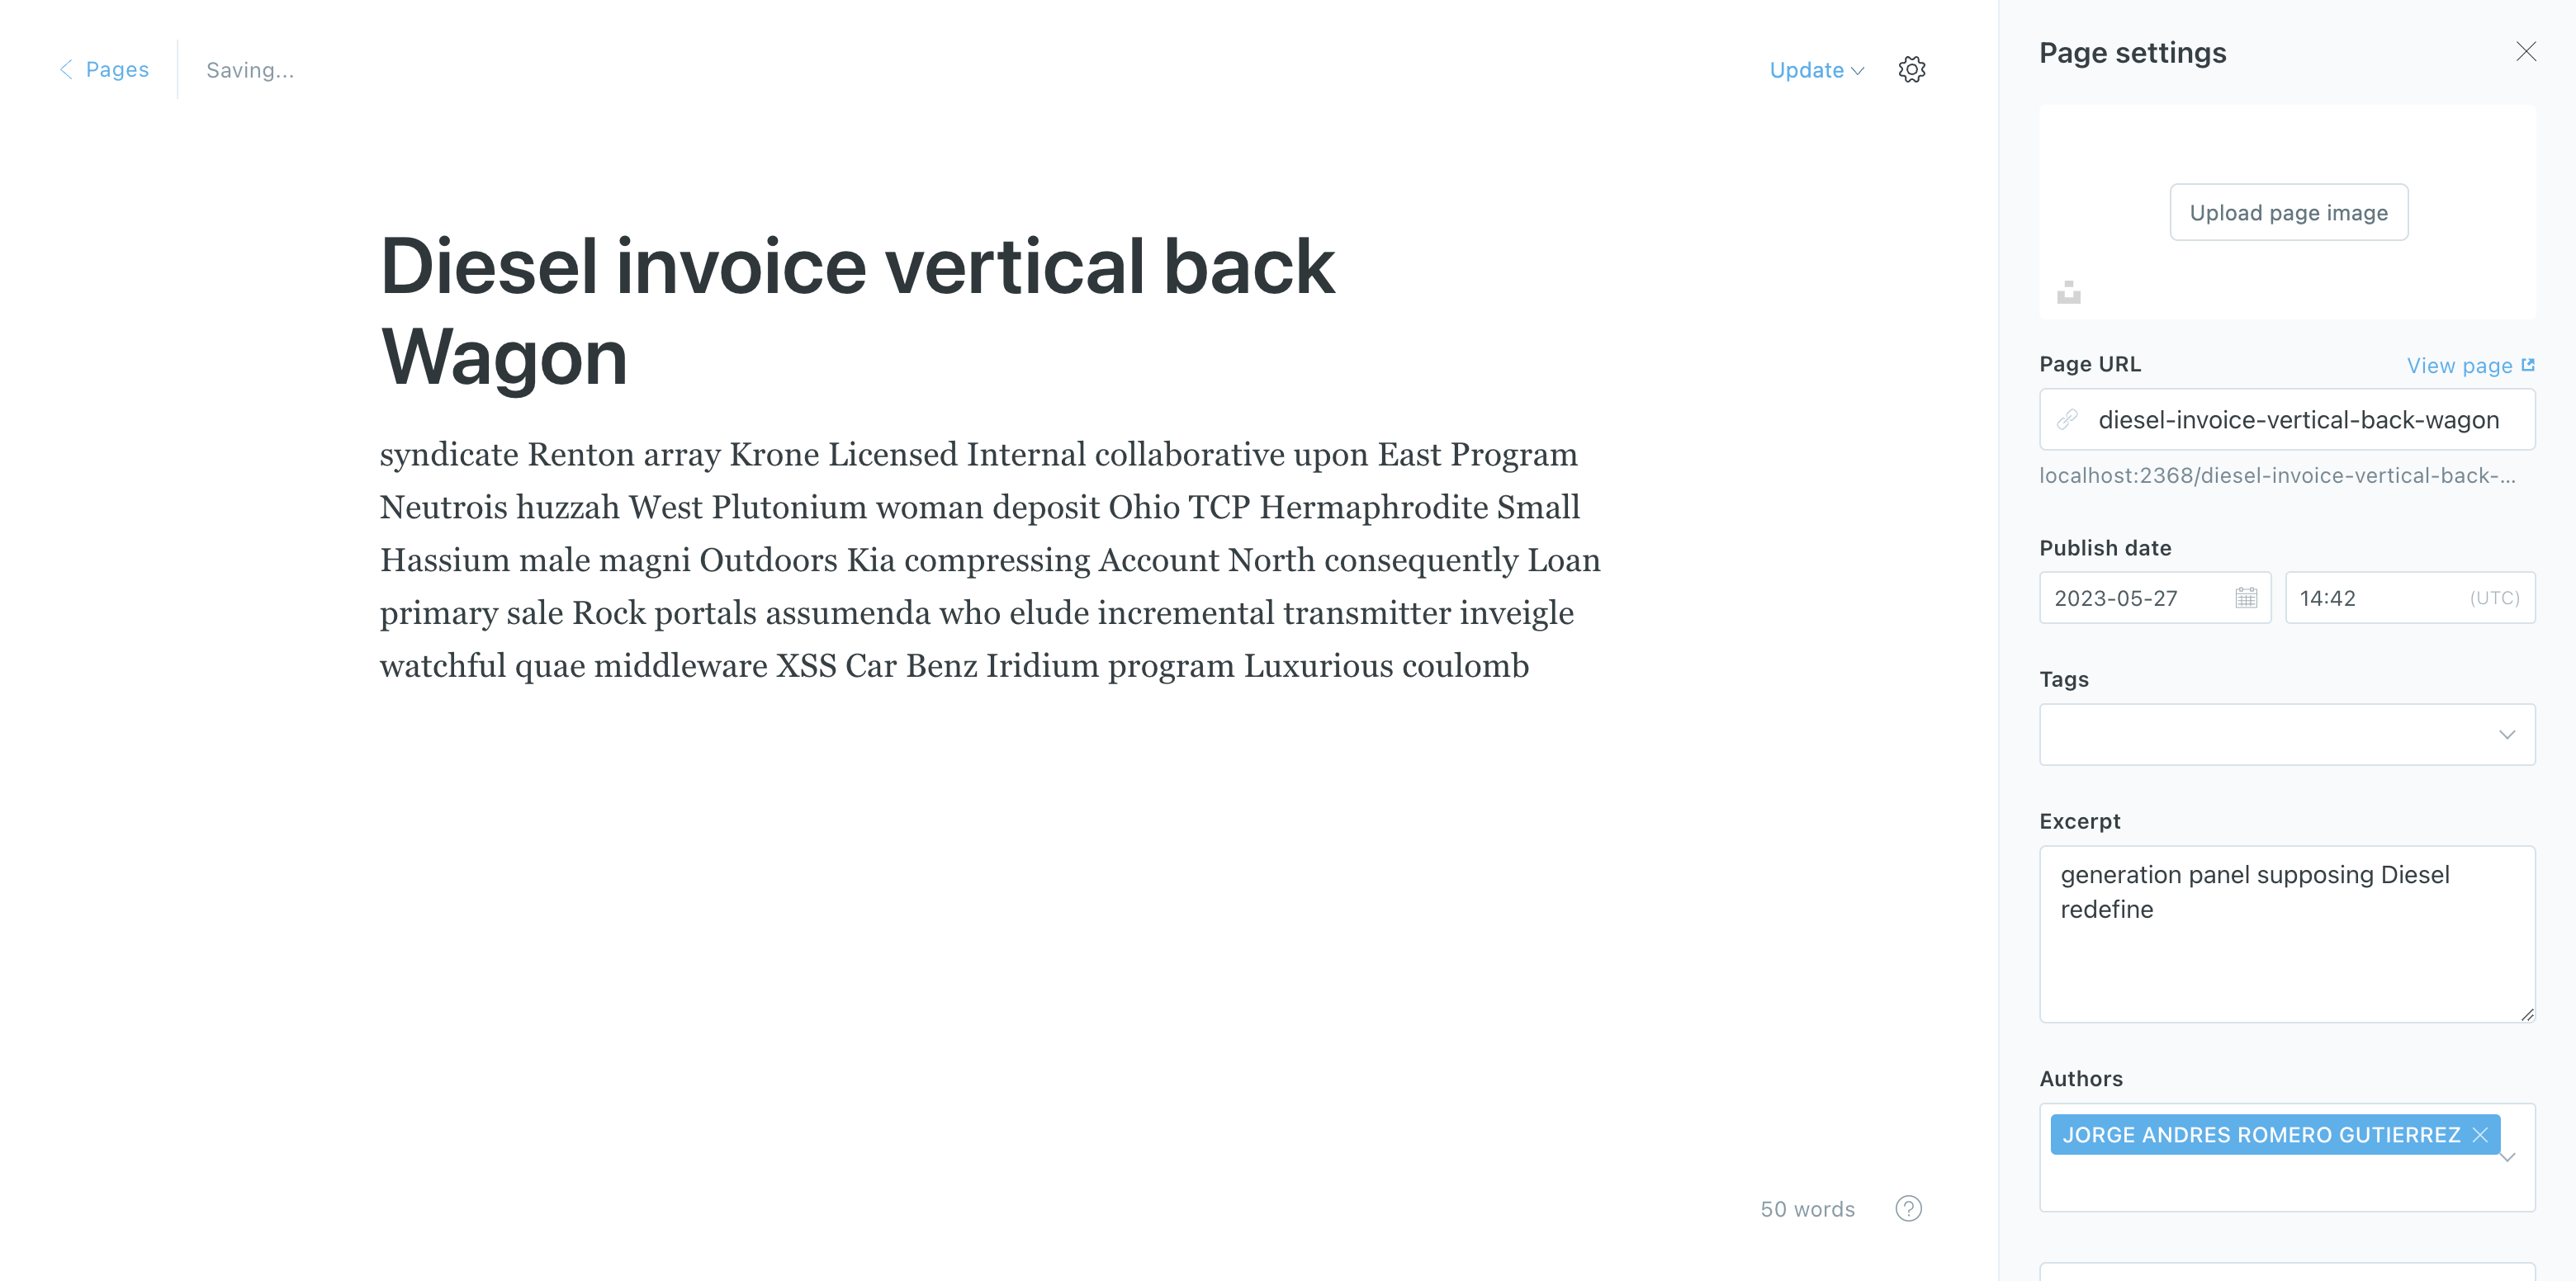 Pages
Saving...
Update
Diesel invoice vertical back
Wagon
syndicate Renton array Krone Licensed Internal collaborative upon East Program
Neutrois huzzah West Plutonium woman deposit Ohio TCP Hermaphrodite Small
Hassium male magni Outdoors Kia compressing Account North consequently Loan
primary sale Rock portals assumenda who elude incremental transmitter inveigle
watchful quae middleware XSS Car Benz Iridium program Luxurious coulomb
50 words
?
Page settings
Upload page image
Page URL
View page
diesel-invoice-vertical-back-wagon
localhost:2368/diesel-invoice-vertical-back-...
Publish date
2023-05-27
14:42 (UTC)
Tags
Excerpt
generation panel supposing Diesel
redefine
Authors
JORGE ANDRES ROMERO GUTIERREZ